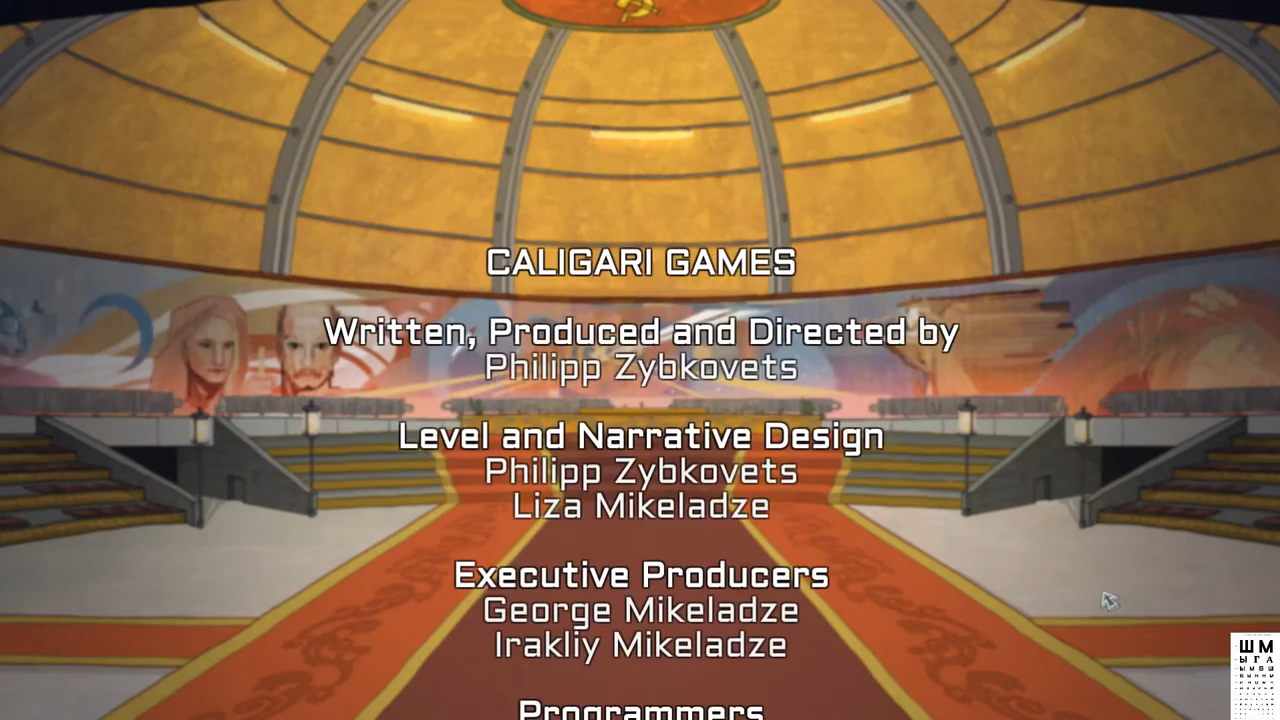 CALIGARI GAMES
Written, Produced and Directed by
Philipp Zybkovets
Level and Narrative Design
Philipp Zybkovets
Liza Mikeladze
Executive Producers
George Mikeladze
Irakliy Mikeladze
Programmers
Ш М
Ы Г А